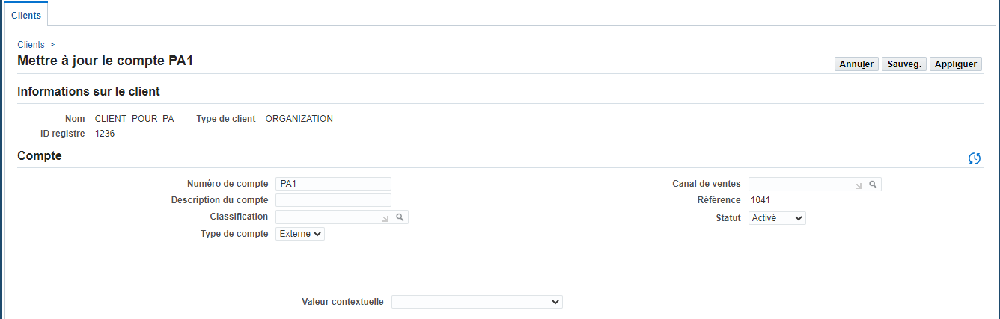 Clients
Clients >
Mettre à jour le compte PA1
Annuler Sauveg. Appliquer
Informations sur le client
Nom CLIENT_POUR_PA Type de client ORGANIZATION
ID registre 1236
Compte
Numéro de compte PA1 Canal de ventes
Description du compte Référence 1041
Classification Statut Activé
Type de compte Externe
Valeur contextuelle